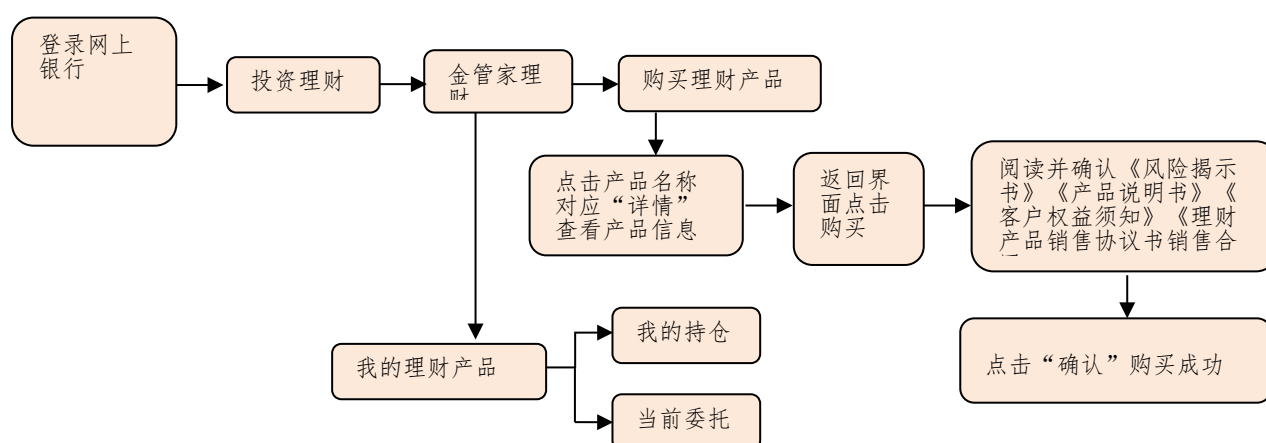 登录网上
银行
投资理财
金管家理
财
购买理财产品
点击产品名称
对应“详情”
查看产品信息
返回界
面点击
购买
阅读并确认《风险揭示
书》《产品说明书》《
客户权益须知》《理财
产品销售协议书销售合
我的理财产品
我的持仓
当前委托
点击“确认”购买成功